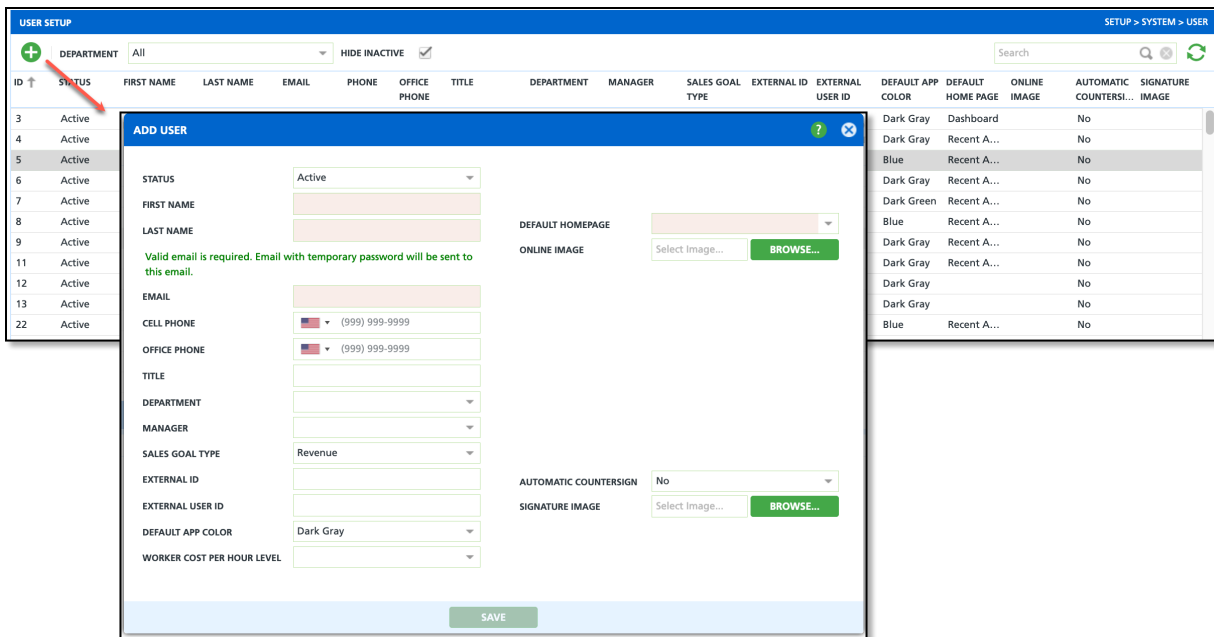 USER SETUP SETUP > SYSTEM > USER
DEPARTMENT All HIDE INACTIVE Search
ID STATUS FIRST NAME LAST NAME EMAIL PHONE OFFICE PHONE TITLE DEPARTMENT MANAGER SALES GOAL TYPE EXTERNAL ID EXTERNAL USER ID DEFAULT APP COLOR DEFAULT HOME PAGE ONLINE IMAGE AUTOMATIC COUNTERSI... SIGNATURE IMAGE
3 Active Dark Gray Dashboard No
4 Active Dark Gray Recent A... No
5 Active Blue Recent A... No
6 Active Dark Gray Recent A... No
7 Active Dark Green Recent A... No
8 Active Blue Recent A... No
9 Active Dark Gray Recent A... No
11 Active Dark Gray Recent A... No
12 Active Dark Gray No
13 Active Dark Gray No
22 Active Blue Recent A... No
ADD USER ?
STATUS Active
FIRST NAME
LAST NAME
Valid email is required. Email with temporary password will be sent to
this email.
EMAIL
CELL PHONE (999) 999-9999
OFFICE PHONE (999) 999-9999
TITLE
DEPARTMENT
MANAGER
SALES GOAL TYPE Revenue
EXTERNAL ID
EXTERNAL USER ID
DEFAULT APP COLOR Dark Gray
WORKER COST PER HOUR LEVEL
DEFAULT HOMEPAGE
ONLINE IMAGE Select Image... BROWSE...
AUTOMATIC COUNTERSIGN No
SIGNATURE IMAGE Select Image... BROWSE...
SAVE